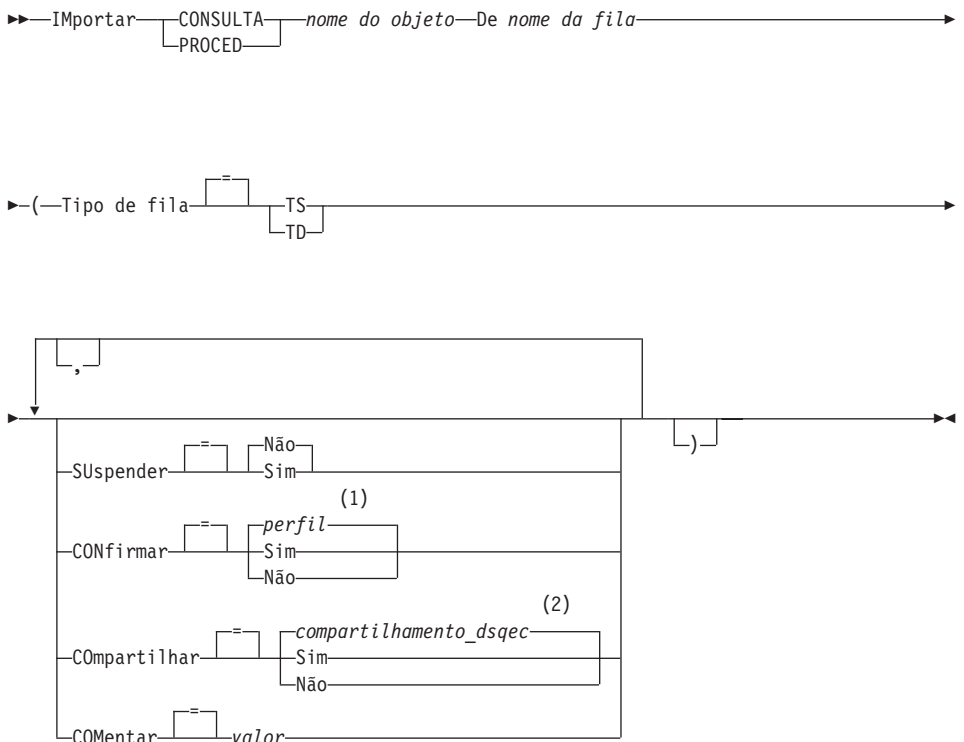 IMportar CONSULTA nome do objeto De nome da fila
PROCED
=
( Tipo de fila TS
TD
,
= Não
SUspender Sim
)
(1)
= perfil
CONfirmar Sim
Não
(2)
= compartilhamento_dsqec
COmpartilhar Sim
Não
=
COMentar valor